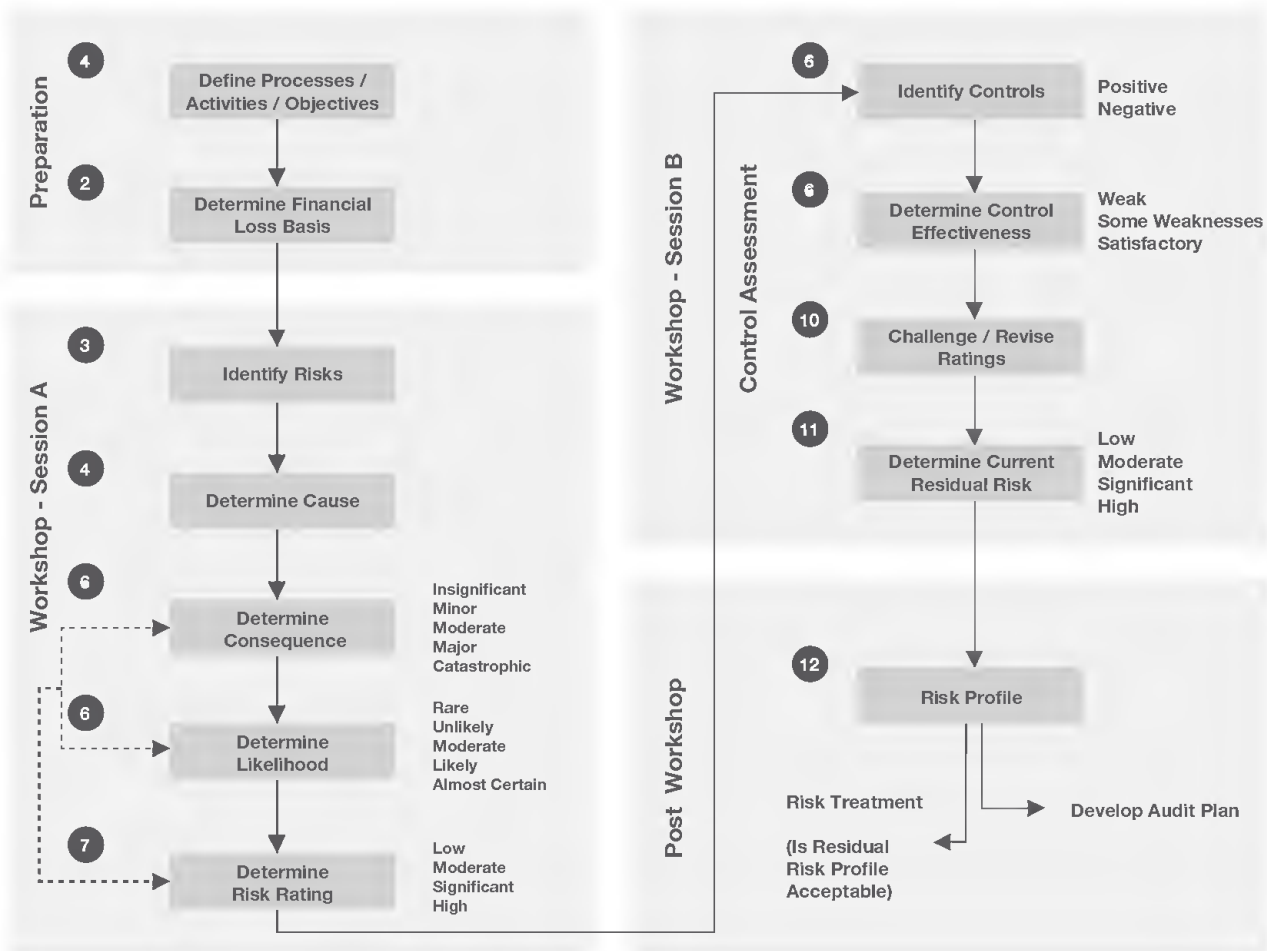 Preparation
4
Define Processes /
Activities / Objectives
2
Determine Financial
Loss Basis
Workshop - Session A
3
Identify Risks
4
Determine Cause
6
Determine
Consequence
Insignificant
Minor
Moderate
Major
Catastrophic
6
Determine
Likelihood
Rare
Unlikely
Moderate
Likely
Almost Certain
7
Determine
Risk Rating
Low
Moderate
Significant
High
Workshop - Session B
Control Assessment
6
Identify Controls
Positive
Negative
6
Determine Control
Effectiveness
Weak
Some Weaknesses
Satisfactory
10
Challenge / Revise
Ratings
11
Determine Current
Residual Risk
Low
Moderate
Significant
High
Post Workshop
12
Risk Profile
Risk Treatment
(Is Residual
Risk Profile
Acceptable)
Develop Audit Plan